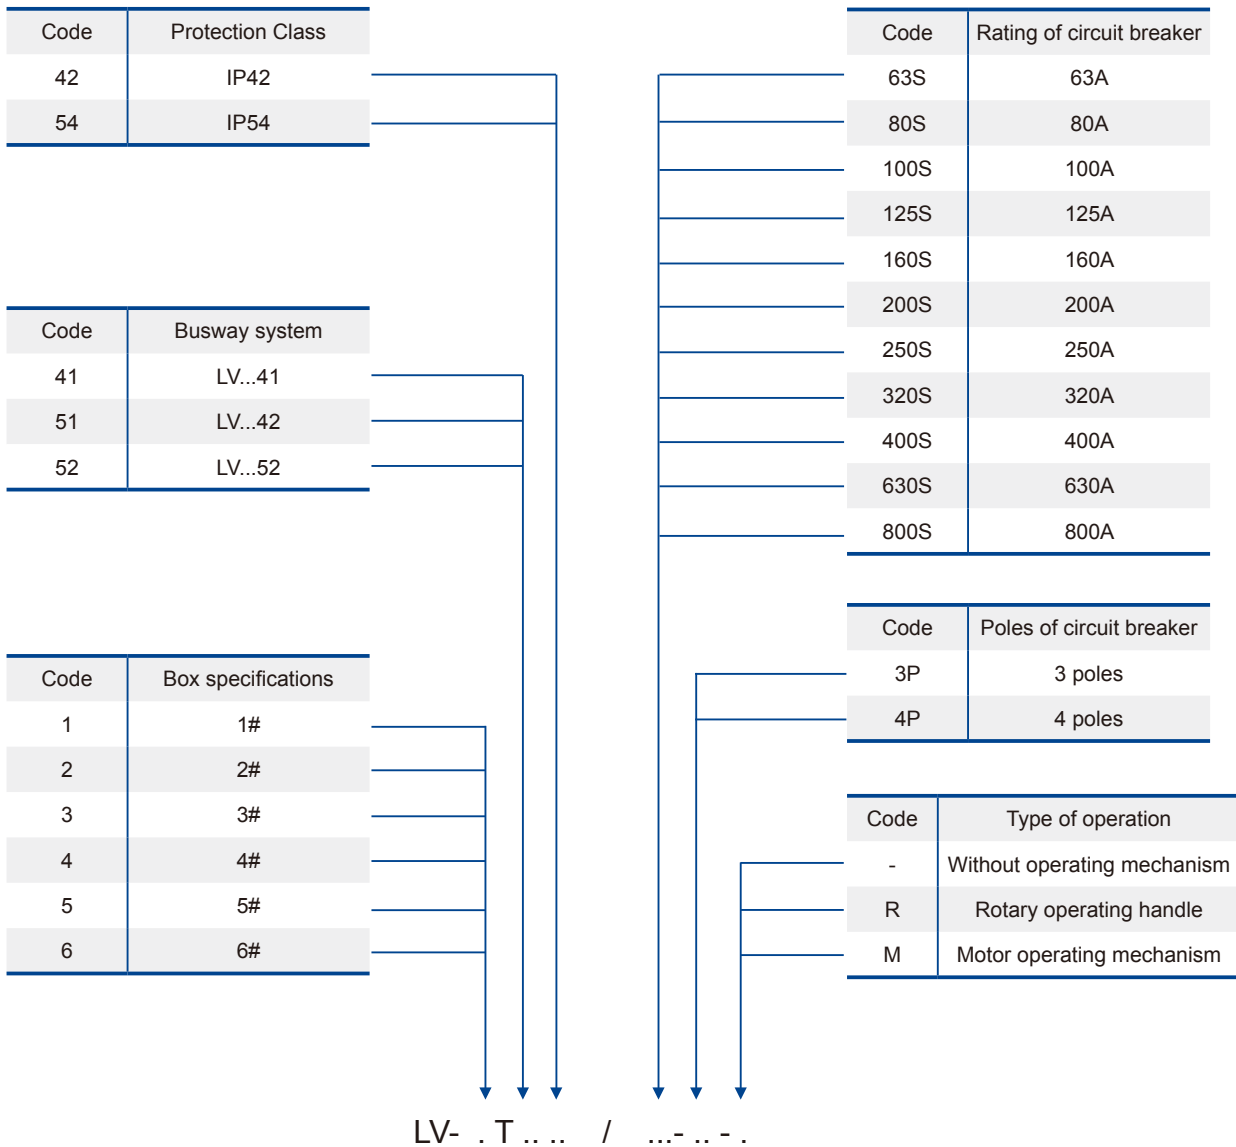 Code Protection Class
42 IP42
54 IP54
Code Busway system
41 LV...41
51 LV...42
52 LV...52
Code Box specifications
1 1#
2 2#
3 3#
4 4#
5 5#
6 6#
Code Rating of circuit breaker
63S 63A
80S 80A
100S 100A
125S 125A
160S 160A
200S 200A
250S 250A
320S 320A
400S 400A
630S 630A
800S 800A
Code Poles of circuit breaker
3P 3 poles
4P 4 poles
Code Type of operation
- Without operating mechanism
R Rotary operating handle
M Motor operating mechanism
LV- . T .. .. / ...- .. - .